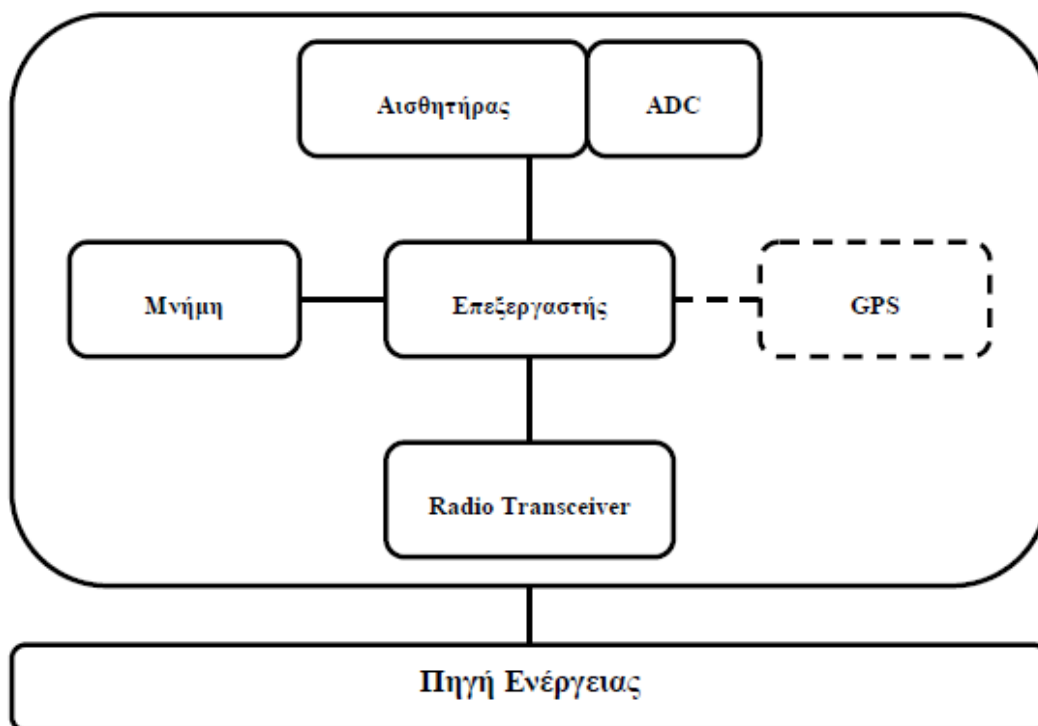 Αισθητήρας
ADC
Μνήμη
Επεξεργαστής
GPS
Radio Transceiver
Πηγή Ενέργειας